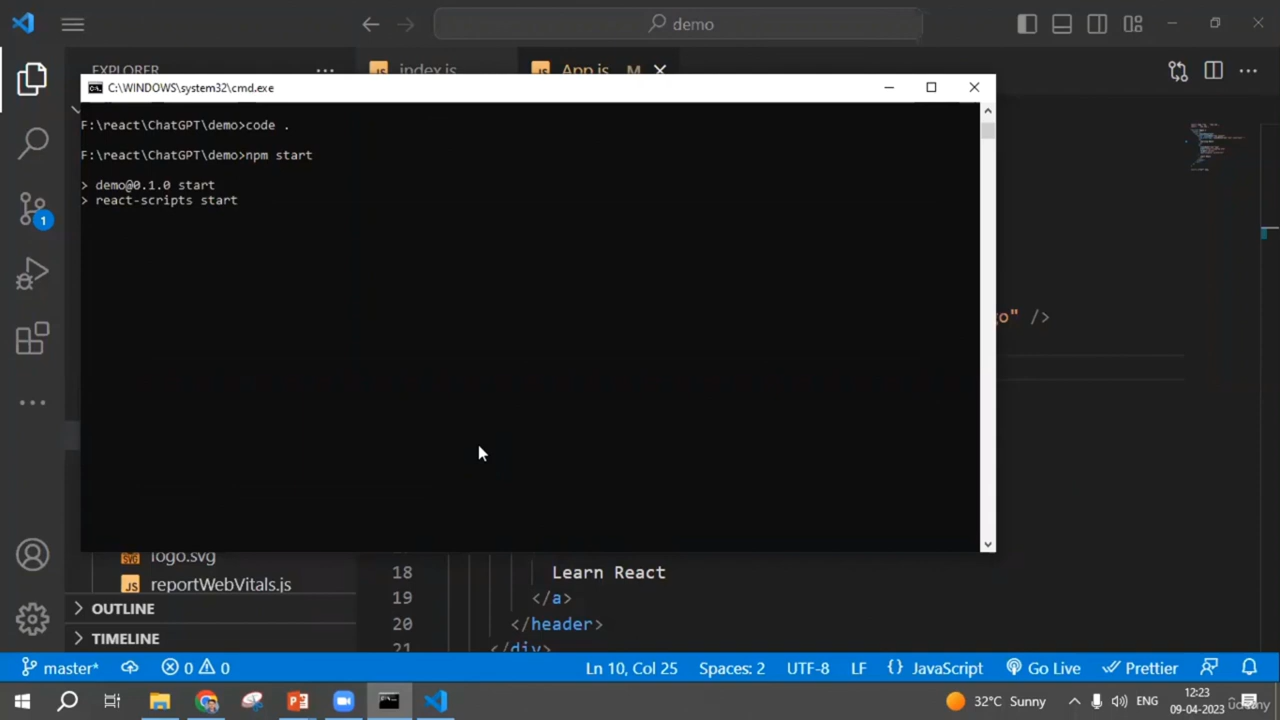 demo
EXPLORER
index.js
App.js
M
C:\WINDOWS\system32\cmd.exe
F:\react\ChatGPT\demo>code .
F:\react\ChatGPT\demo>npm start
> demo@0.1.0 start
> react-scripts start
o" />
1
logo.svg
JS reportWebVitals.js
OUTLINE
TIMELINE
18 Learn React
19 </a>
20 </header>
21 </div>
master* 0 0
Ln 10, Col 25 Spaces: 2 UTF-8 LF {} JavaScript Go Live Prettier
32°C Sunny ENG
12:23
09-04-2023
udemy